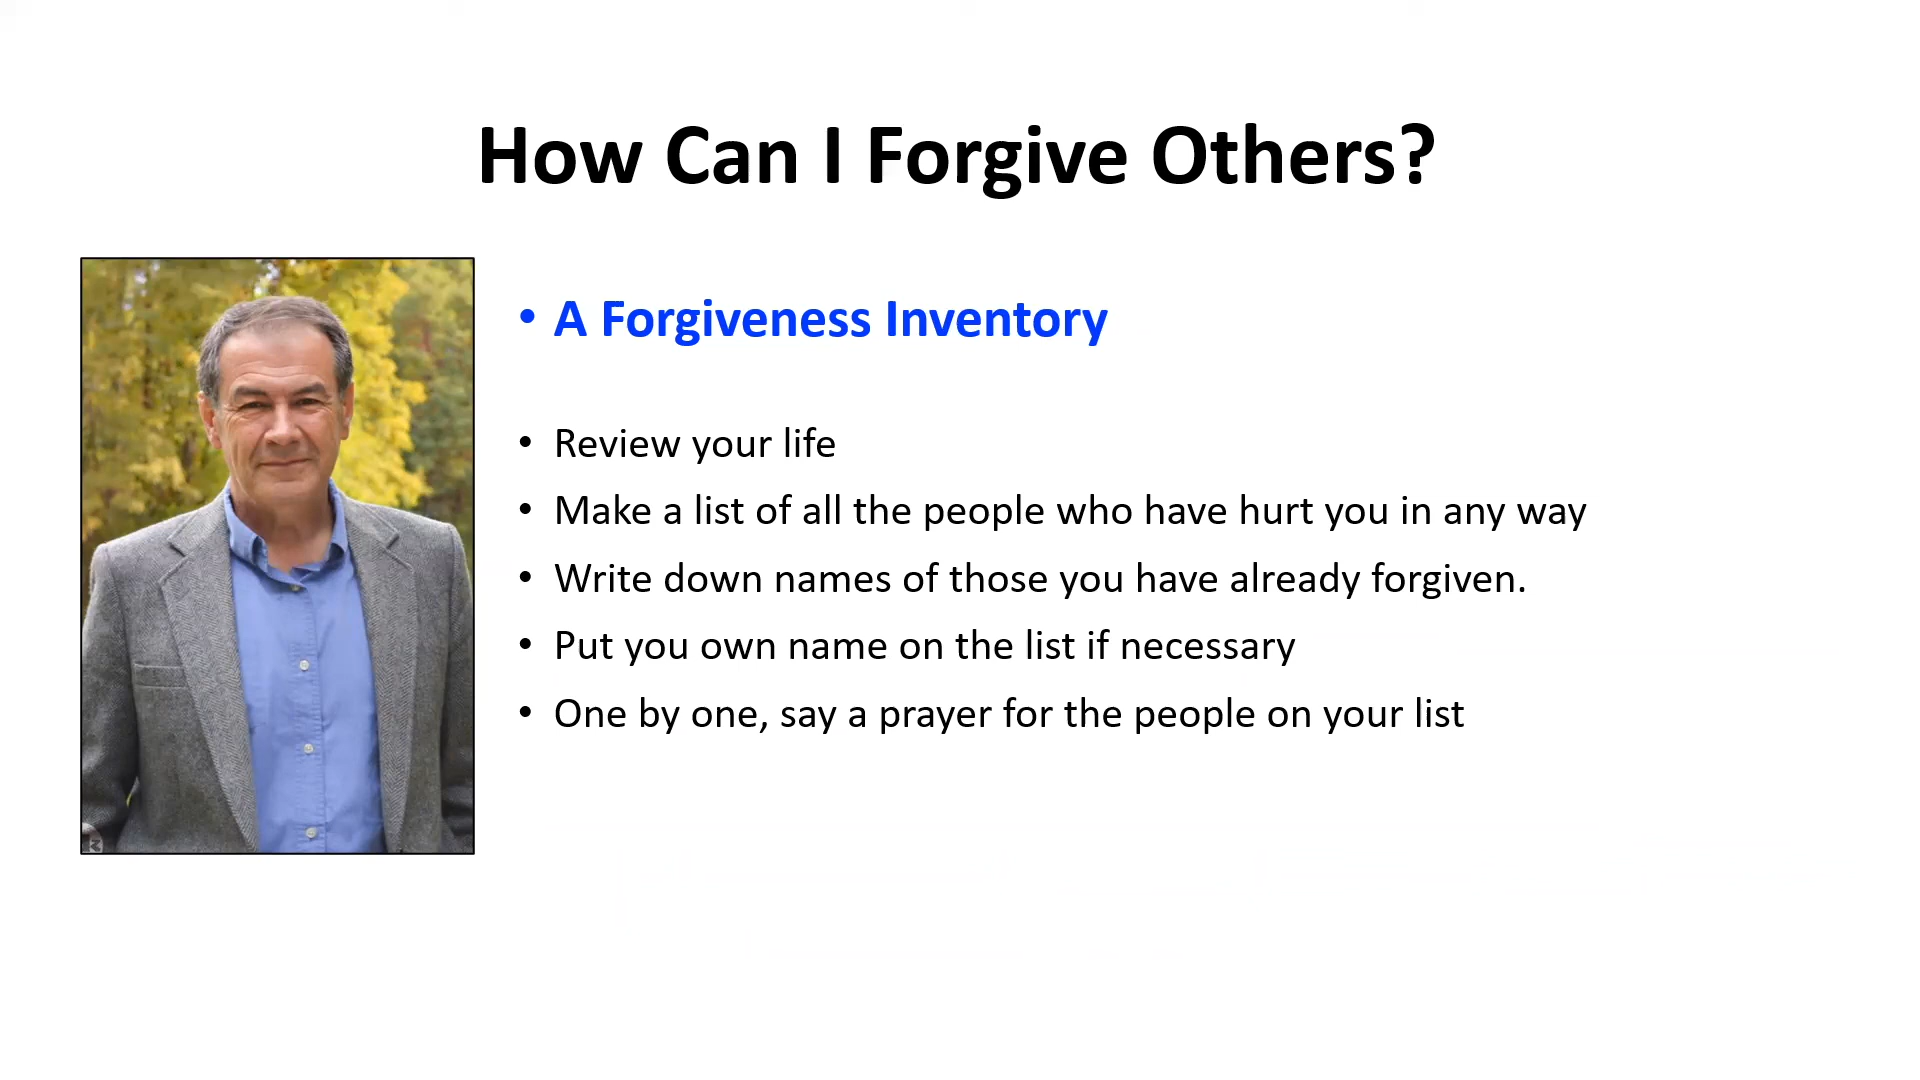 How Can I Forgive Others?
• A Forgiveness Inventory
• Review your life
• Make a list of all the people who have hurt you in any way
• Write down names of those you have already forgiven.
• Put you own name on the list if necessary
• One by one, say a prayer for the people on your list